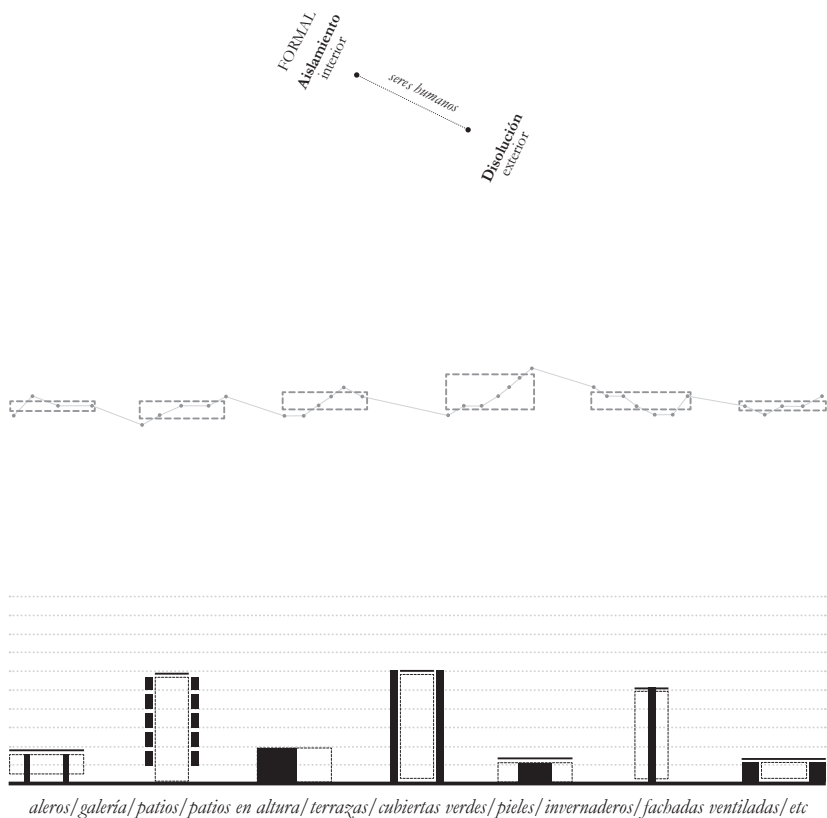 FORMAL
Aislamiento
interior
seres humanos
Disolución
exterior
aleros/galería/patios/patios en altura/terrazas/cubiertas verdes/pieles/invernaderos/fachadas ventiladas/etc